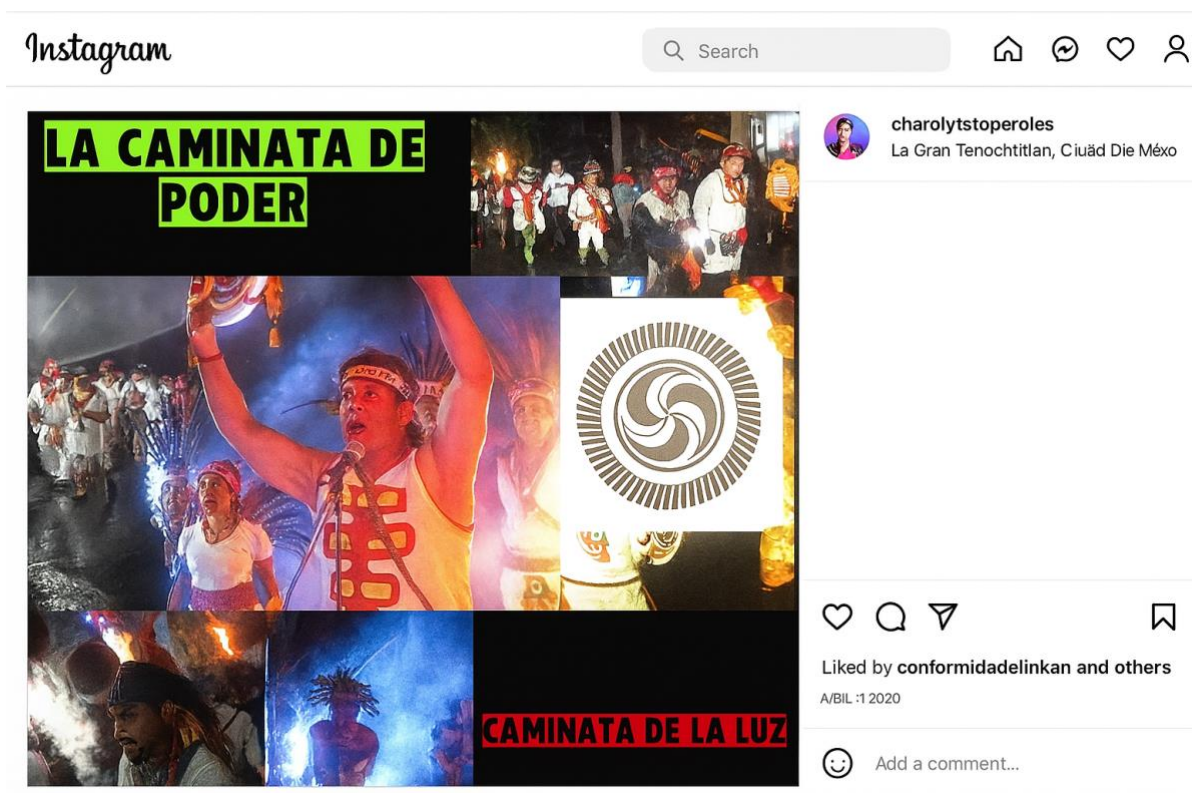 Instagram
Search
LA CAMINATA DE
PODER
charolytstoperoles
La Gran Tenochtitlan, Ciuäd Die Méxo
Liked by conformidadelinkan and others
A/BIL :1 2020
CAMINATA DE LA LUZ
Add a comment...